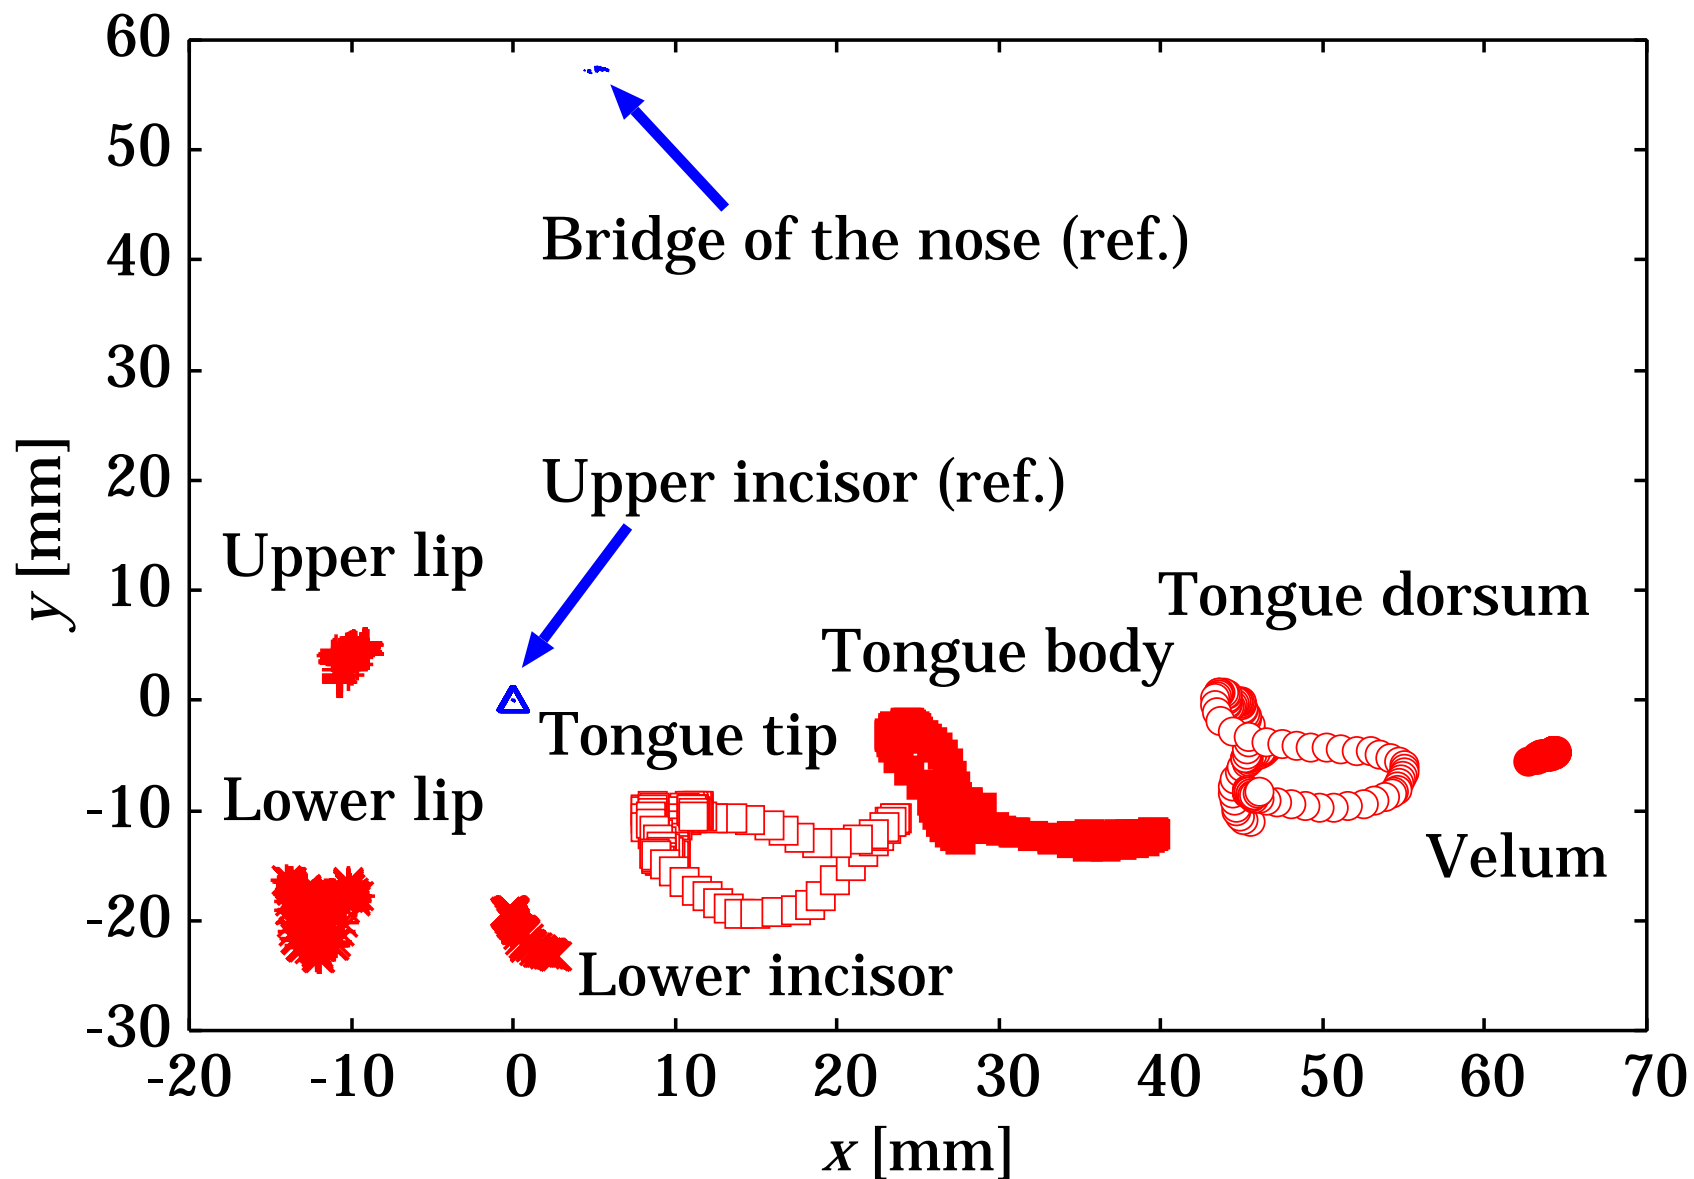 60
50
40
30
20
10
0
-10
-20
-30
y [mm]
Bridge of the nose (ref.)
Upper incisor (ref.)
Upper lip
Tongue dorsum
Tongue body
Tongue tip
Lower lip
Velum
Lower incisor
-20 -10 0 10 20 30 40 50 60 70
x [mm]